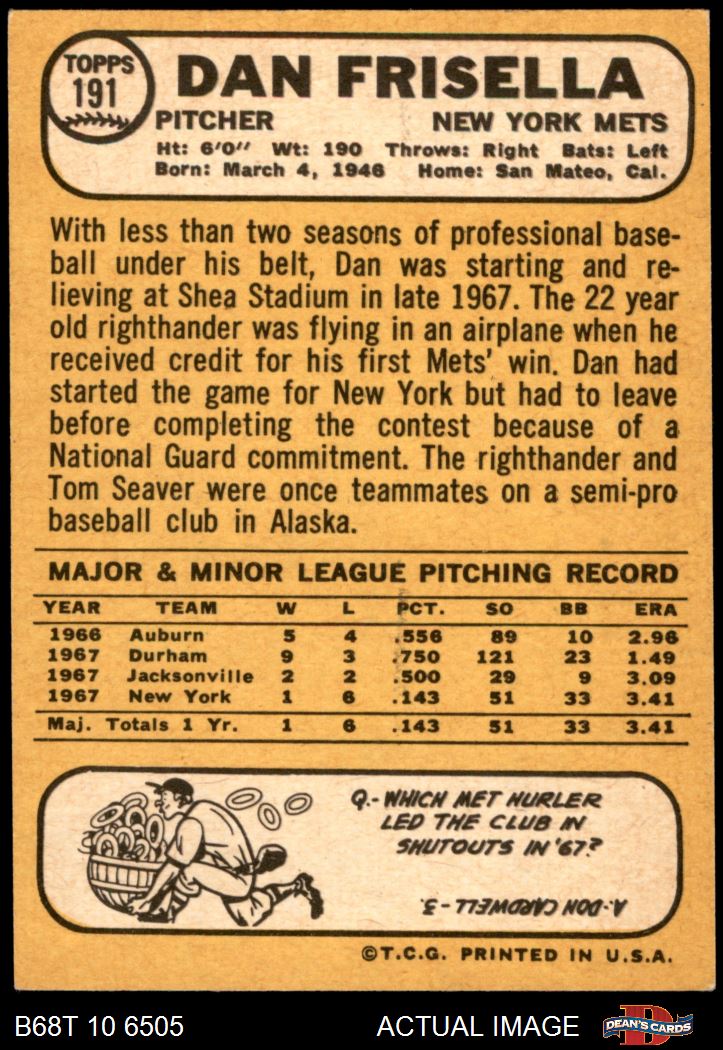 TOPPS
191
DAN FRISELLA
PITCHER NEW YORK METS
Ht: 6'0" Wt: 190 Throws: Right Bats: Left
Born: March 4, 1946 Home: San Mateo, Cal.
With less than two seasons of professional base-
ball under his belt, Dan was starting and re-
lieving at Shea Stadium in late 1967. The 22 year
old righthander was flying in an airplane when he
received credit for his first Mets' win. Dan had
started the game for New York but had to leave
before completing the contest because of a
National Guard commitment. The righthander and
Tom Seaver were once teammates on a semi-pro
baseball club in Alaska.
MAJOR & MINOR LEAGUE PITCHING RECORD
YEAR TEAM W L PCT. SO BB ERA
1966 Auburn 5 4 .556 89 10 2.96
1967 Durham 9 3 .750 121 23 1.49
1967 Jacksonville 2 2 .500 29 9 3.09
1967 New York 1 6 .143 51 33 3.41
Maj. Totals 1 Yr. 1 6 .143 51 33 3.41
Q.- WHICH MET HURLER
LED THE CLUB IN
SHUTOUTS IN '67?
A- DON CARDWELL - 3.
©T.C.G. PRINTED IN U.S.A.
B68T 10 6505 ACTUAL IMAGE D DEAN'S CARDS